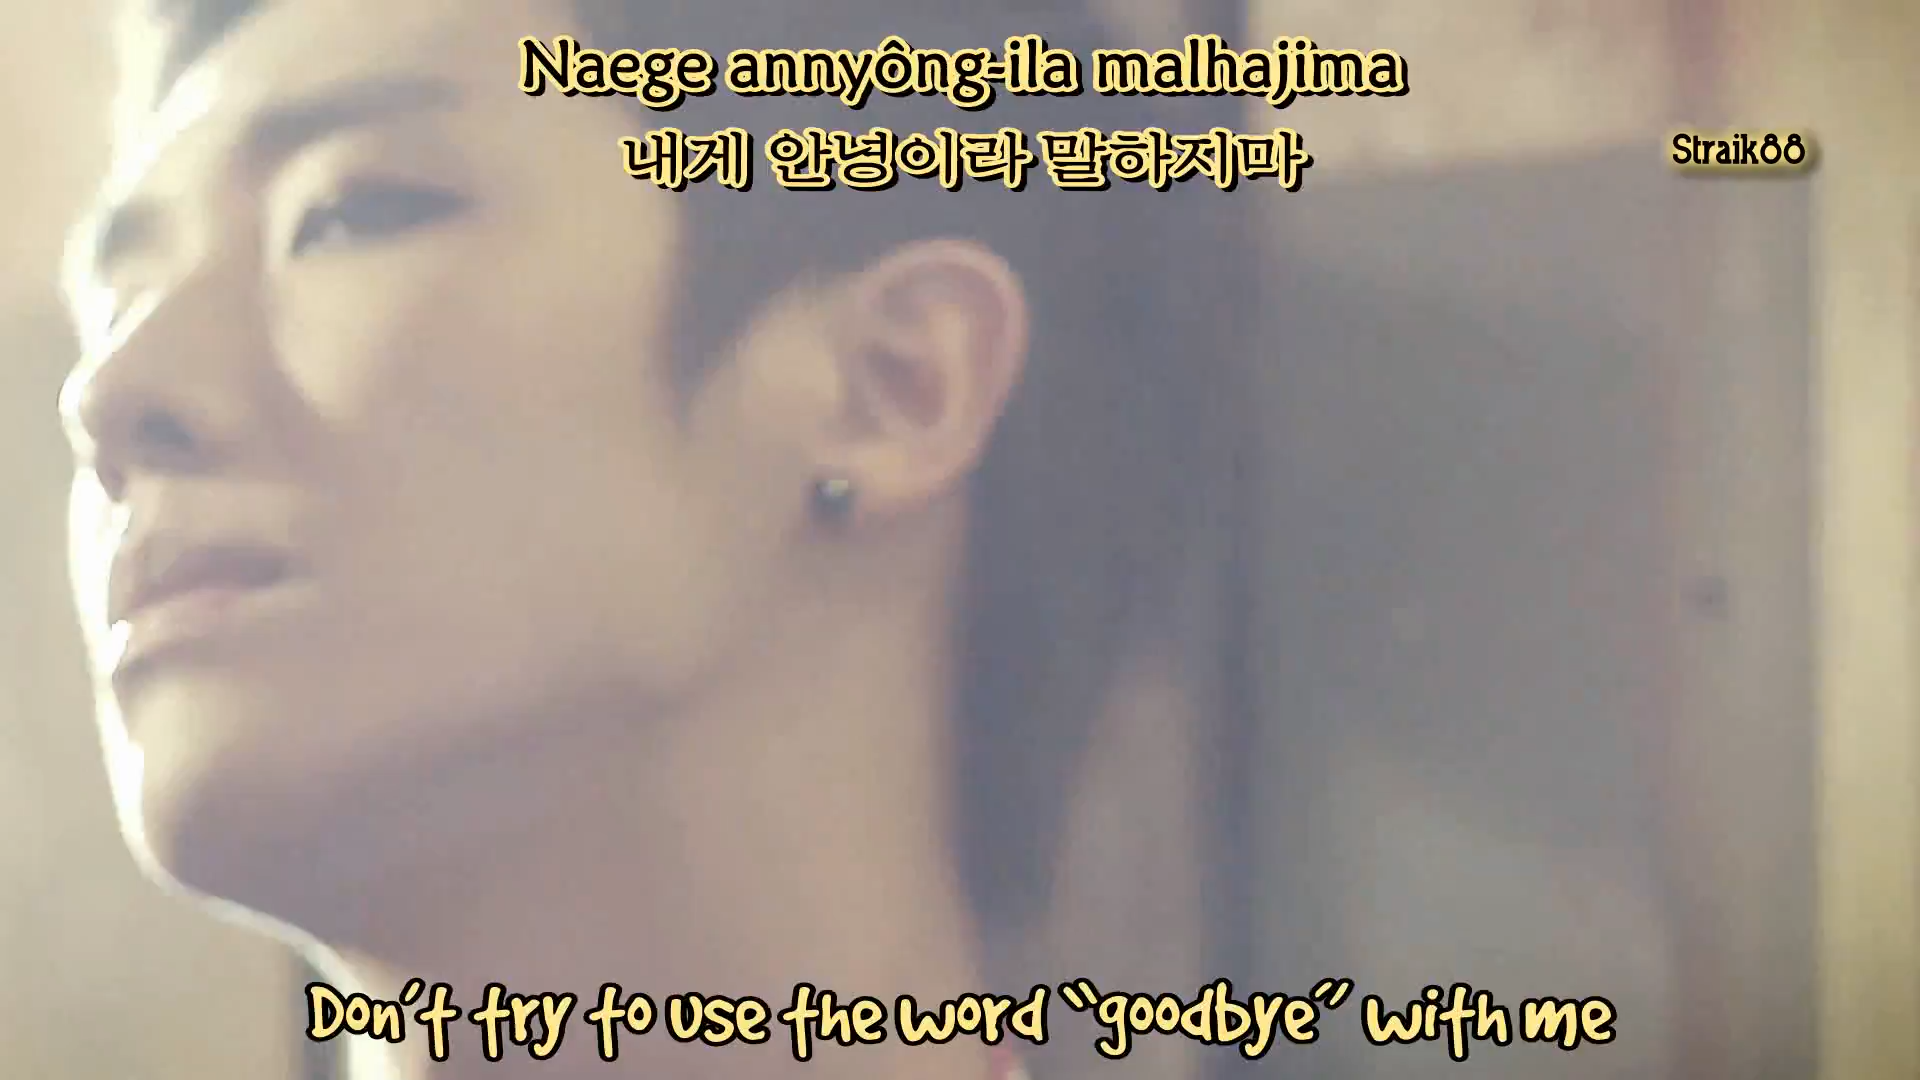 Naege annyông-ila malhajima
내게 안녕이라 말하지마
Straik88
Don't try to use the word "goodbye" with me